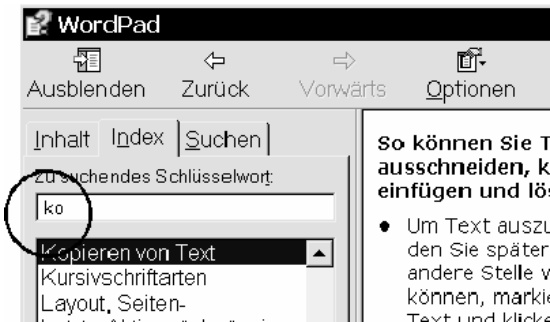 WordPad
Ausblenden Zurück Vorwärts Optionen
Inhalt Index Suchen
Zu suchendes Schlüsselwort:
ko
Kopieren von Text
Kursivschriftarten
Layout, Seiten-
So können Sie T
ausschneiden, k
einfügen und lös
Um Text auszu
den Sie später
andere Stelle v
können, markie
Text und klicke